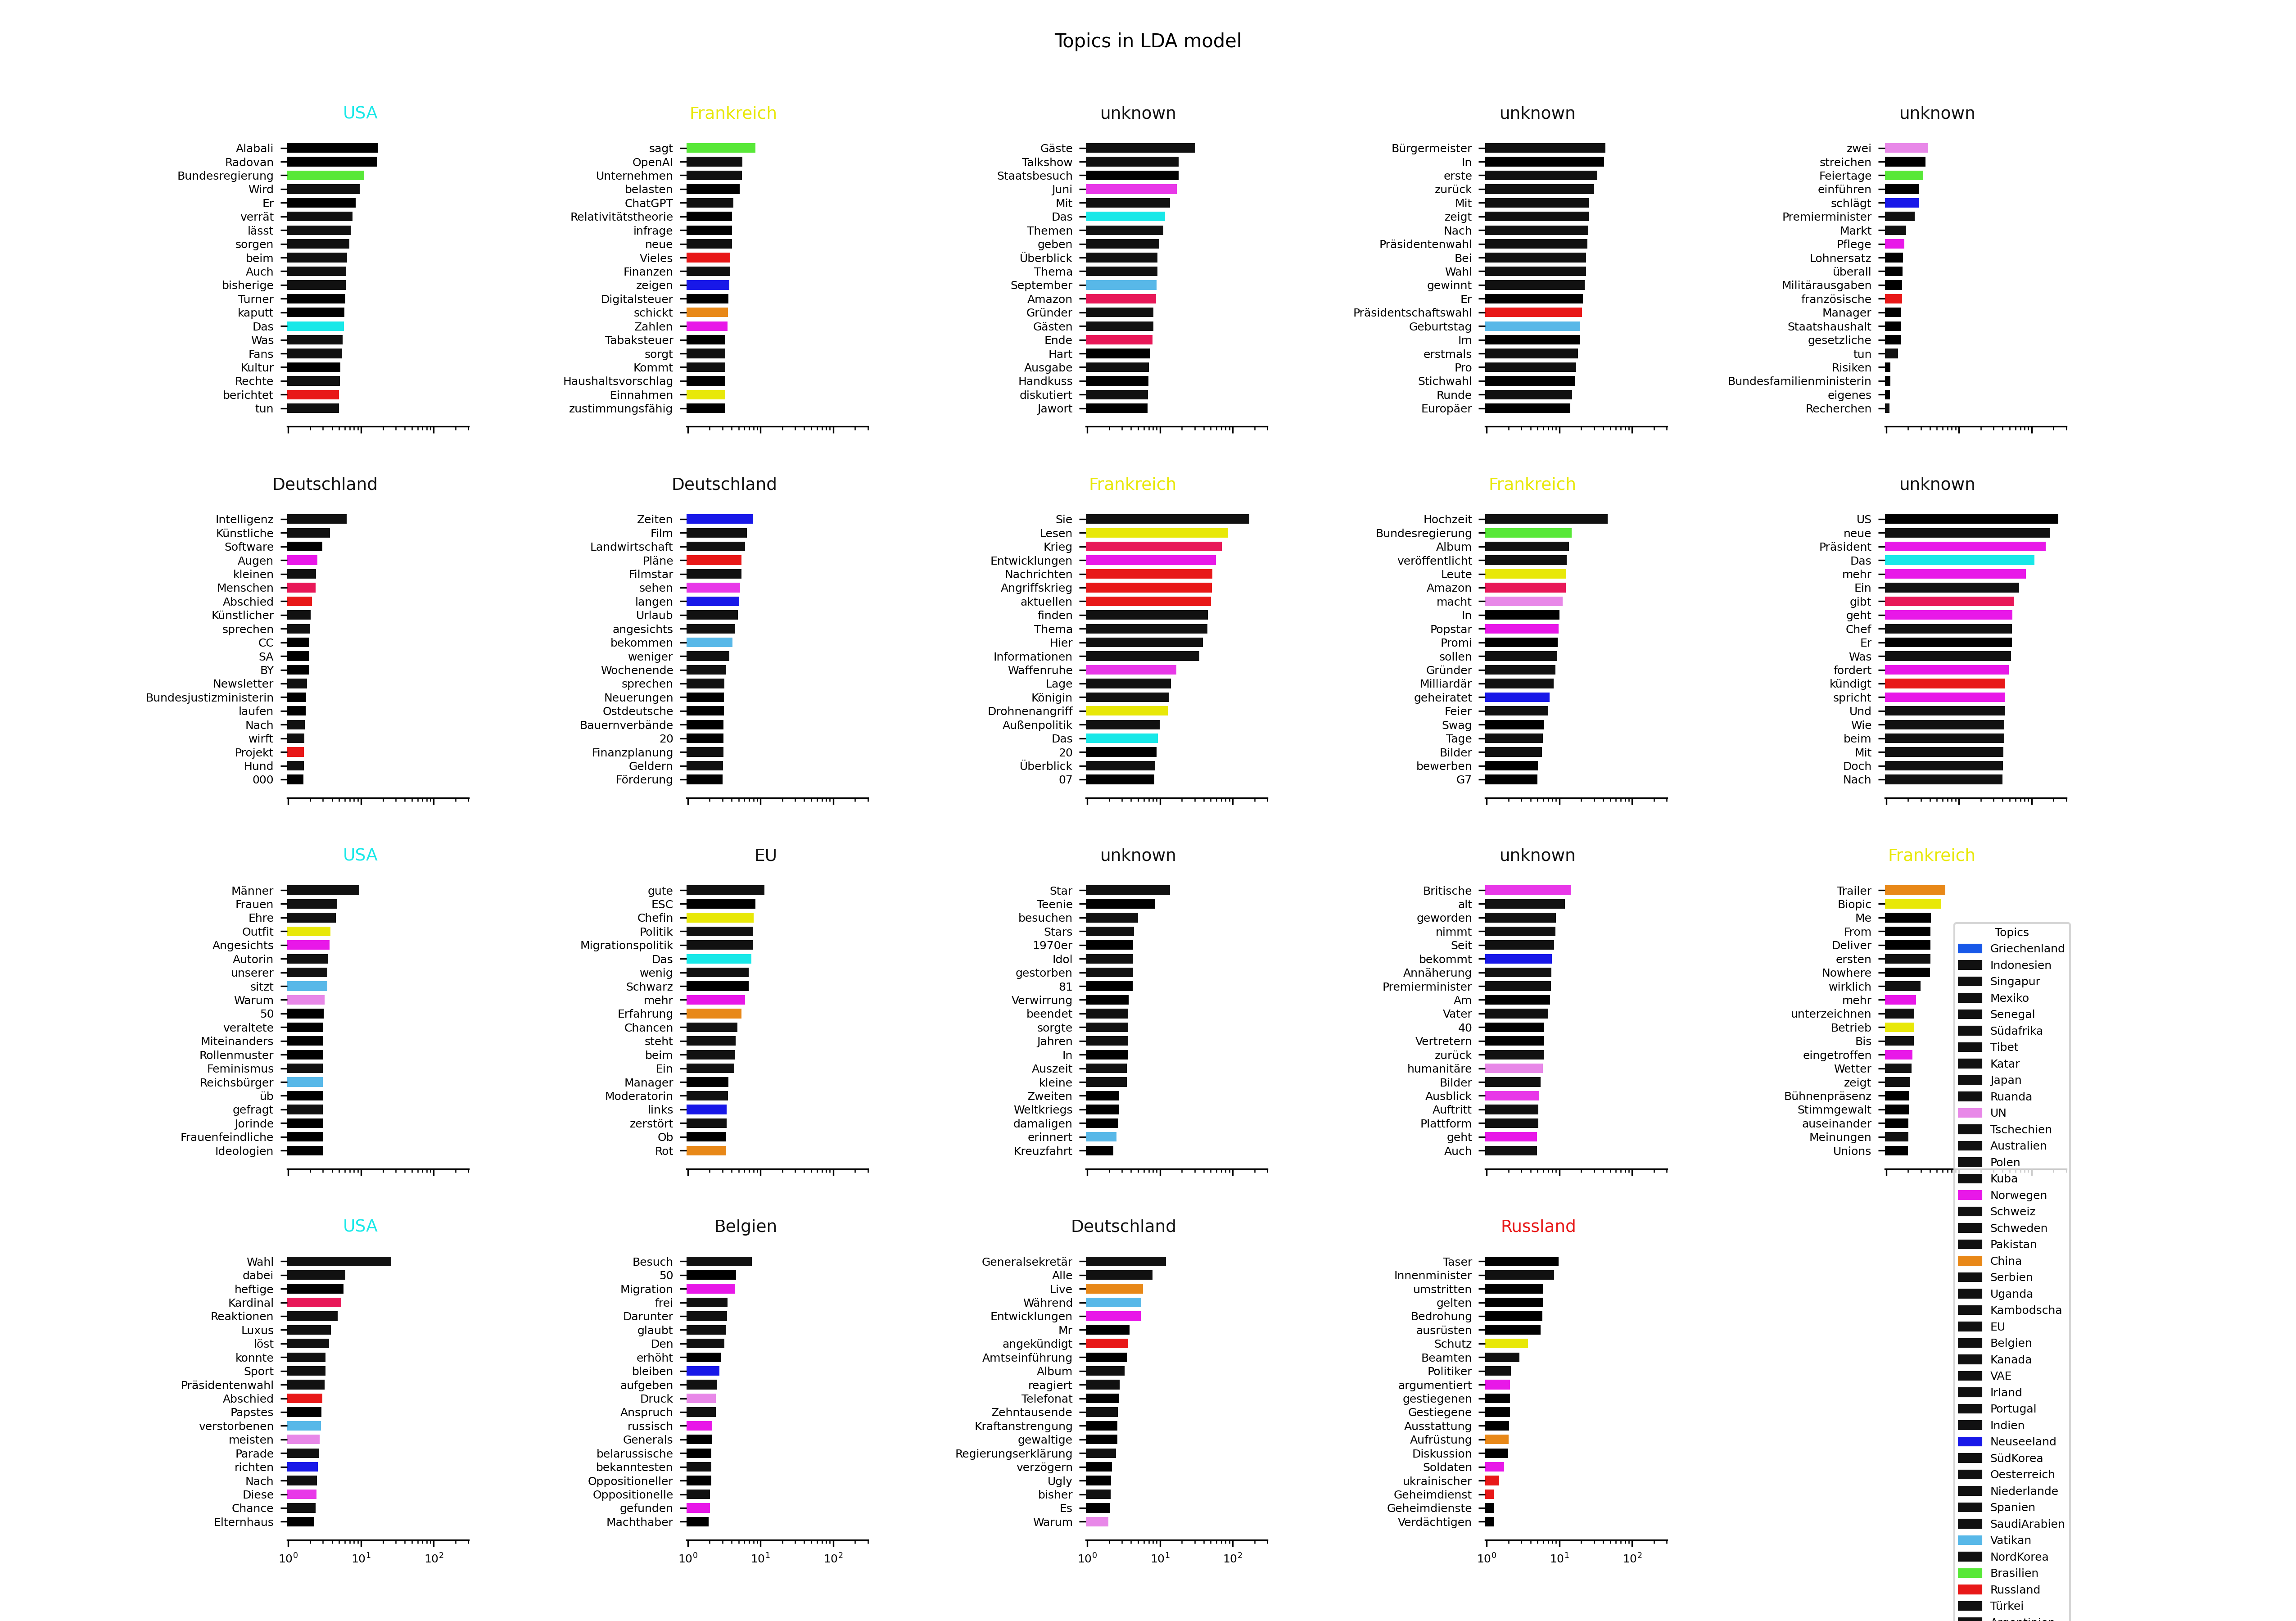 Topics in LDA model
USA
Alabali
Radovan
Bundesregierung
Wird
Er
verrät
lässt
sorgen
beim
Auch
bisherige
Turner
kaputt
Das
Was
Fans
Kultur
Rechte
berichtet
tun
Frankreich
sagt
OpenAI
Unternehmen
belasten
ChatGPT
Relativitätstheorie
infrage
neue
Vieles
Finanzen
zeigen
Digitalsteuer
schickt
Zahlen
Tabaksteuer
sorgt
Kommt
Haushaltsvorschlag
Einnahmen
zustimmungsfähig
unknown
Gäste
Talkshow
Staatsbesuch
Juni
Mit
Das
Themen
geben
Überblick
Thema
September
Amazon
Gründer
Gästen
Ende
Hart
Ausgabe
Handkuss
diskutiert
Jawort
unknown
Bürgermeister
In
erste
zurück
Mit
zeigt
Nach
Präsidentenwahl
Bei
Wahl
gewinnt
Er
Präsidentschaftswahl
Geburtstag
Im
erstmals
Pro
Stichwahl
Runde
Europäer
unknown
zwei
streichen
Feiertage
einführen
schlägt
Premierminister
Markt
Pflege
Lohnersatz
überall
Militärausgaben
französische
Manager
Staatshaushalt
gesetzliche
tun
Risiken
Bundesfamilienministerin
eigenes
Recherchen
Deutschland
Intelligenz
Künstliche
Software
Augen
kleinen
Menschen
Abschied
Künstlicher
sprechen
CC
SA
BY
Newsletter
Bundesjustizministerin
laufen
Nach
wirft
Projekt
Hund
000
Deutschland
Zeiten
Film
Landwirtschaft
Pläne
Filmstar
sehen
langen
Urlaub
angesichts
bekommen
weniger
Wochenende
sprechen
Neuerungen
Ostdeutsche
Bauernverbände
20
Finanzplanung
Geldern
Förderung
Frankreich
Sie
Lesen
Krieg
Entwicklungen
Nachrichten
Angriffskrieg
aktuellen
finden
Thema
Hier
Informationen
Waffenruhe
Lage
Königin
Drohnenangriff
Außenpolitik
Das
20
Überblick
07
Frankreich
Hochzeit
Bundesregierung
Album
veröffentlicht
Leute
Amazon
macht
In
Popstar
Promi
sollen
Gründer
Milliardär
geheiratet
Feier
Swag
Tage
Bilder
bewerben
G7
unknown
US
neue
Präsident
Das
mehr
Ein
gibt
geht
Chef
Er
Was
fordert
kündigt
spricht
Und
Wie
beim
Mit
Doch
Nach
USA
Männer
Frauen
Ehre
Outfit
Angesichts
Autorin
unserer
sitzt
Warum
50
veraltete
Miteinanders
Rollenmuster
Feminismus
Reichsbürger
üb
gefragt
Jorinde
Frauenfeindliche
Ideologien
EU
gute
ESC
Chefin
Politik
Migrationspolitik
Das
wenig
Schwarz
mehr
Erfahrung
Chancen
steht
beim
Ein
Manager
Moderatorin
links
zerstört
Ob
Rot
unknown
Star
Teenie
besuchen
Stars
1970er
Idol
gestorben
81
Verwirrung
beendet
sorgte
Jahren
In
Auszeit
kleine
Zweiten
Weltkriegs
damaligen
erinnert
Kreuzfahrt
unknown
Britische
alt
geworden
nimmt
Seit
bekommt
Annäherung
Premierminister
Am
Vater
40
Vertretern
zurück
humanitäre
Bilder
Ausblick
Auftritt
Plattform
geht
Auch
Frankreich
Trailer
Biopic
Me
From
Deliver
ersten
Nowhere
wirklich
mehr
unterzeichnen
Betrieb
Bis
eingetroffen
Wetter
zeigt
Bühnenpräsenz
Stimmgewalt
auseinander
Meinungen
Unions
USA
Wahl
dabei
heftige
Kardinal
Reaktionen
Luxus
löst
konnte
Sport
Präsidentenwahl
Abschied
Papstes
verstorbenen
meisten
Parade
richten
Nach
Diese
Chance
Elternhaus
10⁰ 10¹ 10²
Belgien
Besuch
50
Migration
frei
Darunter
glaubt
Den
erhöht
bleiben
aufgeben
Druck
Anspruch
russisch
Generals
belarussische
bekanntesten
Oppositioneller
Oppositionelle
gefunden
Machthaber
10⁰ 10¹ 10²
Deutschland
Generalsekretär
Alle
Live
Während
Entwicklungen
Mr
angekündigt
Amtseinführung
Album
reagiert
Telefonat
Zehntausende
Kraftanstrengung
gewaltige
Regierungserklärung
verzögern
Ugly
bisher
Es
Warum
10⁰ 10¹ 10²
Russland
Taser
Innenminister
umstritten
gelten
Bedrohung
ausrüsten
Schutz
Beamten
Politiker
argumentiert
gestiegenen
Gestiegene
Ausstattung
Aufrüstung
Diskussion
Soldaten
ukrainischer
Geheimdienst
Geheimdienste
Verdächtigen
10⁰ 10¹ 10²
Topics
Griechenland
Indonesien
Singapur
Mexiko
Senegal
Südafrika
Tibet
Katar
Japan
Ruanda
UN
Tschechien
Australien
Polen
Kuba
Norwegen
Schweiz
Schweden
Pakistan
China
Serbien
Uganda
Kambodscha
EU
Belgien
Kanada
VAE
Irland
Portugal
Indien
Neuseeland
SüdKorea
Oesterreich
Niederlande
Spanien
SaudiArabien
Vatikan
NordKorea
Brasilien
Russland
Türkei